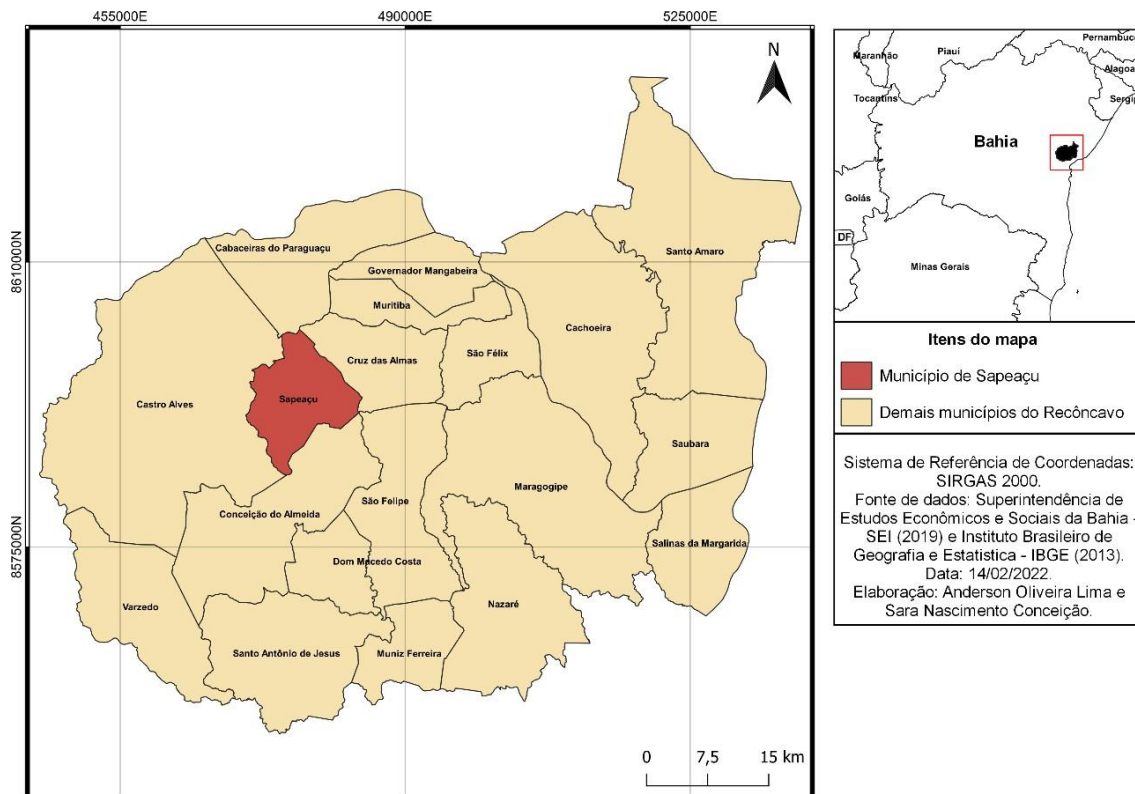 455000E
490000E
525000E
8610000N
8575000N
N
Cabaceiras do Paraguaçu
Governador Mangabeira
Muritiba
Santo Amaro
Cachoeira
Cruz das Almas
São Félix
Castro Alves
Sapeaçu
Saubara
Maragogipe
São Felipe
Conceição do Almeida
Salinas da Margarida
Dom Mecedo Costa
Varzedo
Nazaré
Santo Antônio de Jesus
Muniz Ferreira
0 7,5 15 km
Pernambuco
Piauí
Maranhão
Alagoa
Tocantins
Sergip
Bahia
Goiás
DF
Minas Gerais
Itens do mapa
Município de Sapeaçu
Demais municípios do Recôncavo
Sistema de Referência de Coordenadas:
SIRGAS 2000.
Fonte de dados: Superintendência de
Estudos Econômicos e Sociais da Bahia -
SEI (2019) e Instituto Brasileiro de
Geografia e Estatistica - IBGE (2013).
Data: 14/02/2022.
Elaboração: Anderson Oliveira Lima e
Sara Nascimento Conceição.